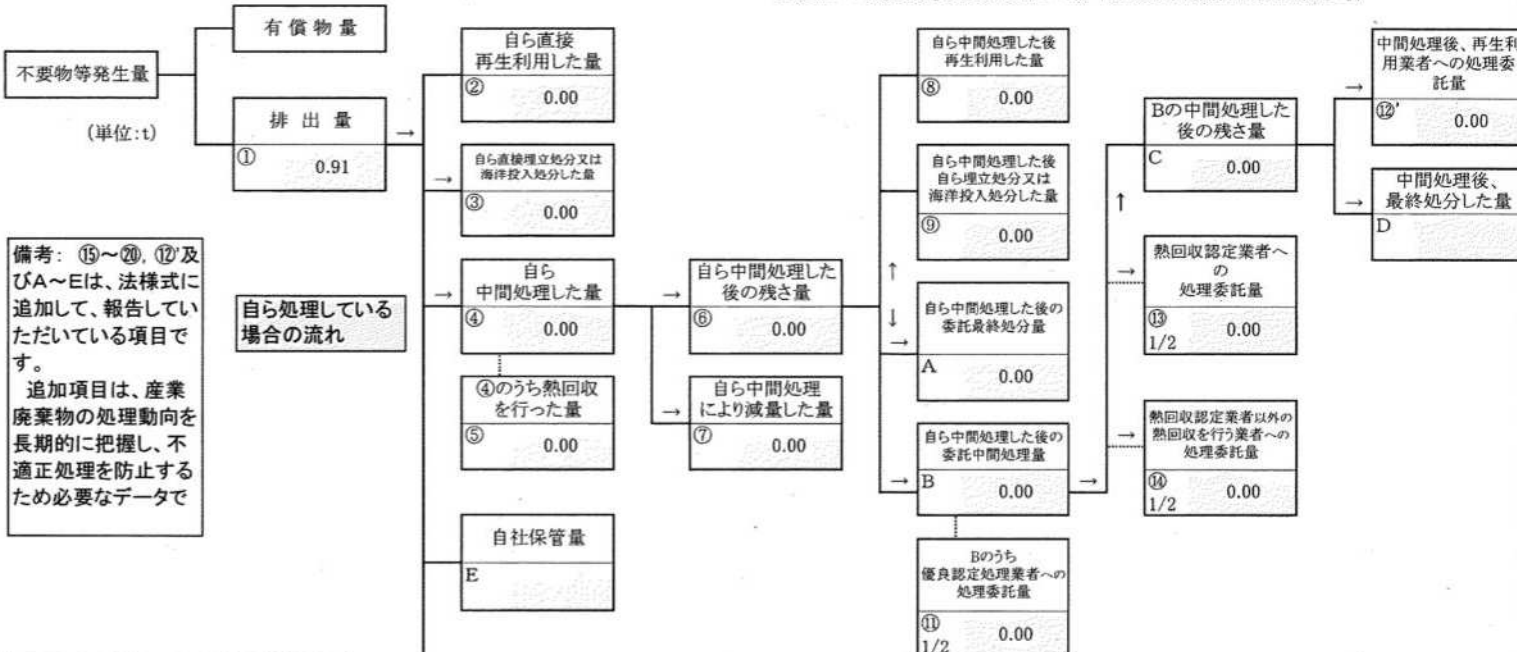 有償物量
不要物等発生量
(単位:t)
排出量
①
0.91
→
備考: ⑮~⑳, ⑫'及
びA~Eは、法様式に
追加して、報告してい
ただいている項目で
す。
追加項目は、産業
廃棄物の処理動向を
長期的に把握し、不
適正処理を防止する
ため必要なデータで
自ら処理している
場合の流れ
自ら直接
再生利用した量
②
0.00
→
自ら直接埋立処分又は
海洋投入処分した量
③
0.00
→
自ら
中間処理した量
④
0.00
④のうち熱回収
を行った量
⑤
0.00
自社保管量
E
→
自ら中間処理した
後の残さ量
⑥
0.00
→
自ら中間処理
により減量した量
⑦
0.00
自ら中間処理した後
再生利用した量
⑧
0.00
自ら中間処理した後
自ら埋立処分又は
海洋投入処分した量
⑨
0.00
↑
↓
→
自ら中間処理した後の
委託最終処分量
A
0.00
→
自ら中間処理した後の
委託中間処理量
B
0.00
→
Bのうち
優良認定処理業者への
処理委託量
⑪
1/2
0.00
Bの中間処理した
後の残さ量
C
0.00
↑
→
熱回収認定業者へ
の
処理委託量
⑬
1/2
0.00
→
熱回収認定業者以外の
熱回収を行う業者への
処理委託量
⑭
1/2
0.00
→
中間処理後、再生利
用業者への処理委
託量
⑫'
0.00
→
中間処理後、
最終処分した量
D